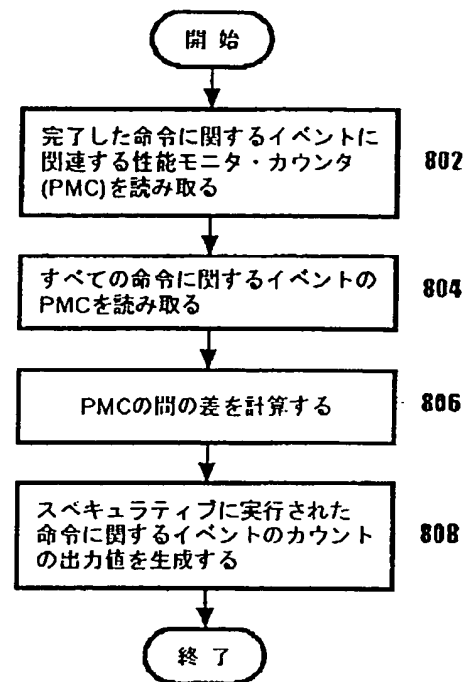 開 始
完了した命令に関するイベントに
関連する性能モニタ・カウンタ
(PMC)を読み取る
802
すべての命令に関するイベントの
PMCを読み取る
804
PMCの間の差を計算する
806
スペキュラティブに実行された
命令に関するイベントのカウント
の出力値を生成する
808
終 了